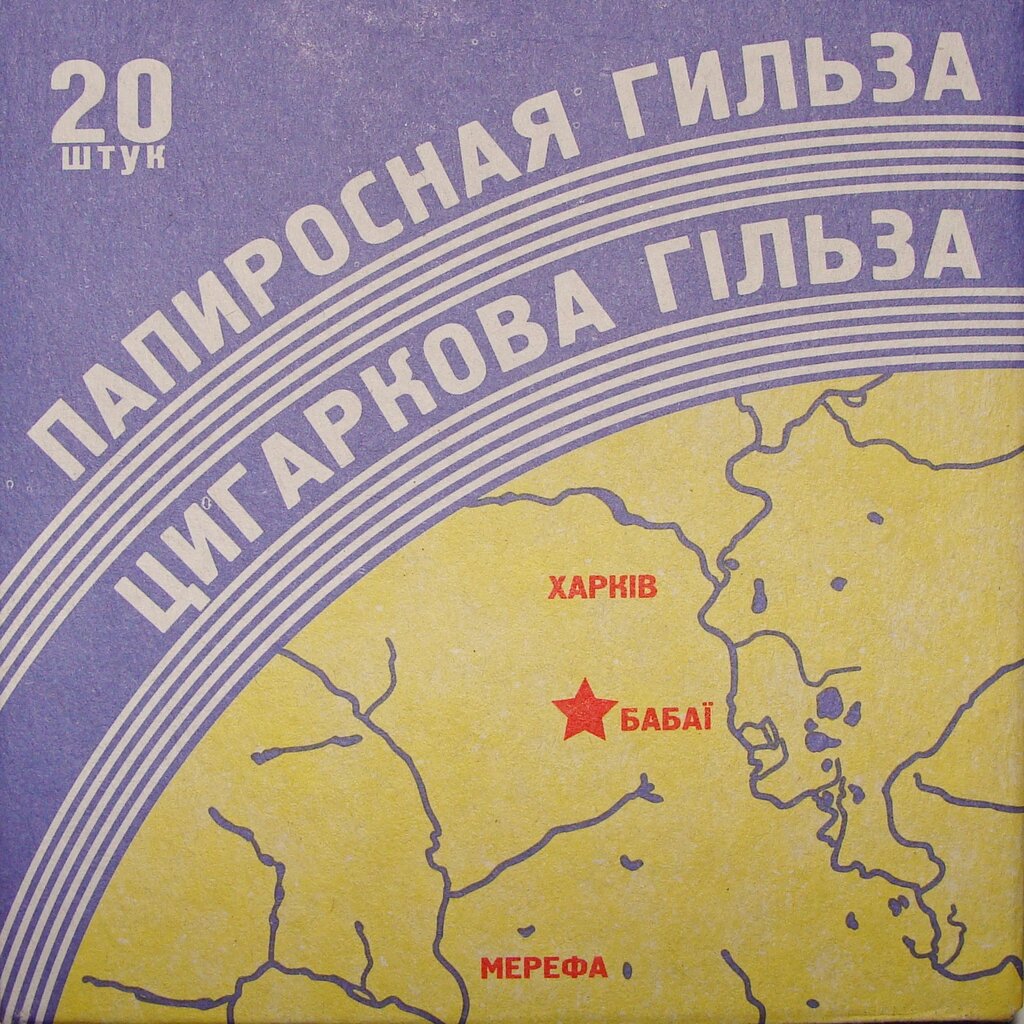 20
ШТУК
ПАПИРОСНАЯ ГИЛЬЗА
ЦИГАРКОВА ГІЛЬЗА
ХАРКІВ
БАБАЇ
МЕРЕФА